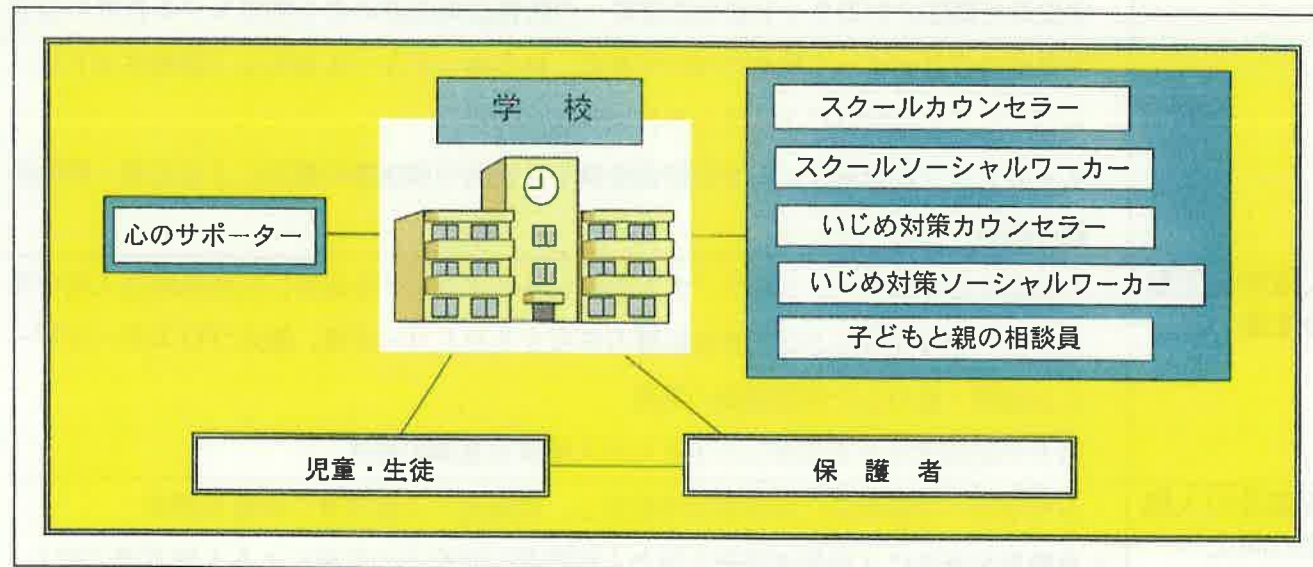 学　校
スクールカウンセラー
スクールソーシャルワーカー
心のサポーター
いじめ対策カウンセラー
いじめ対策ソーシャルワーカー
子どもと親の相談員
児童・生徒
保　護　者